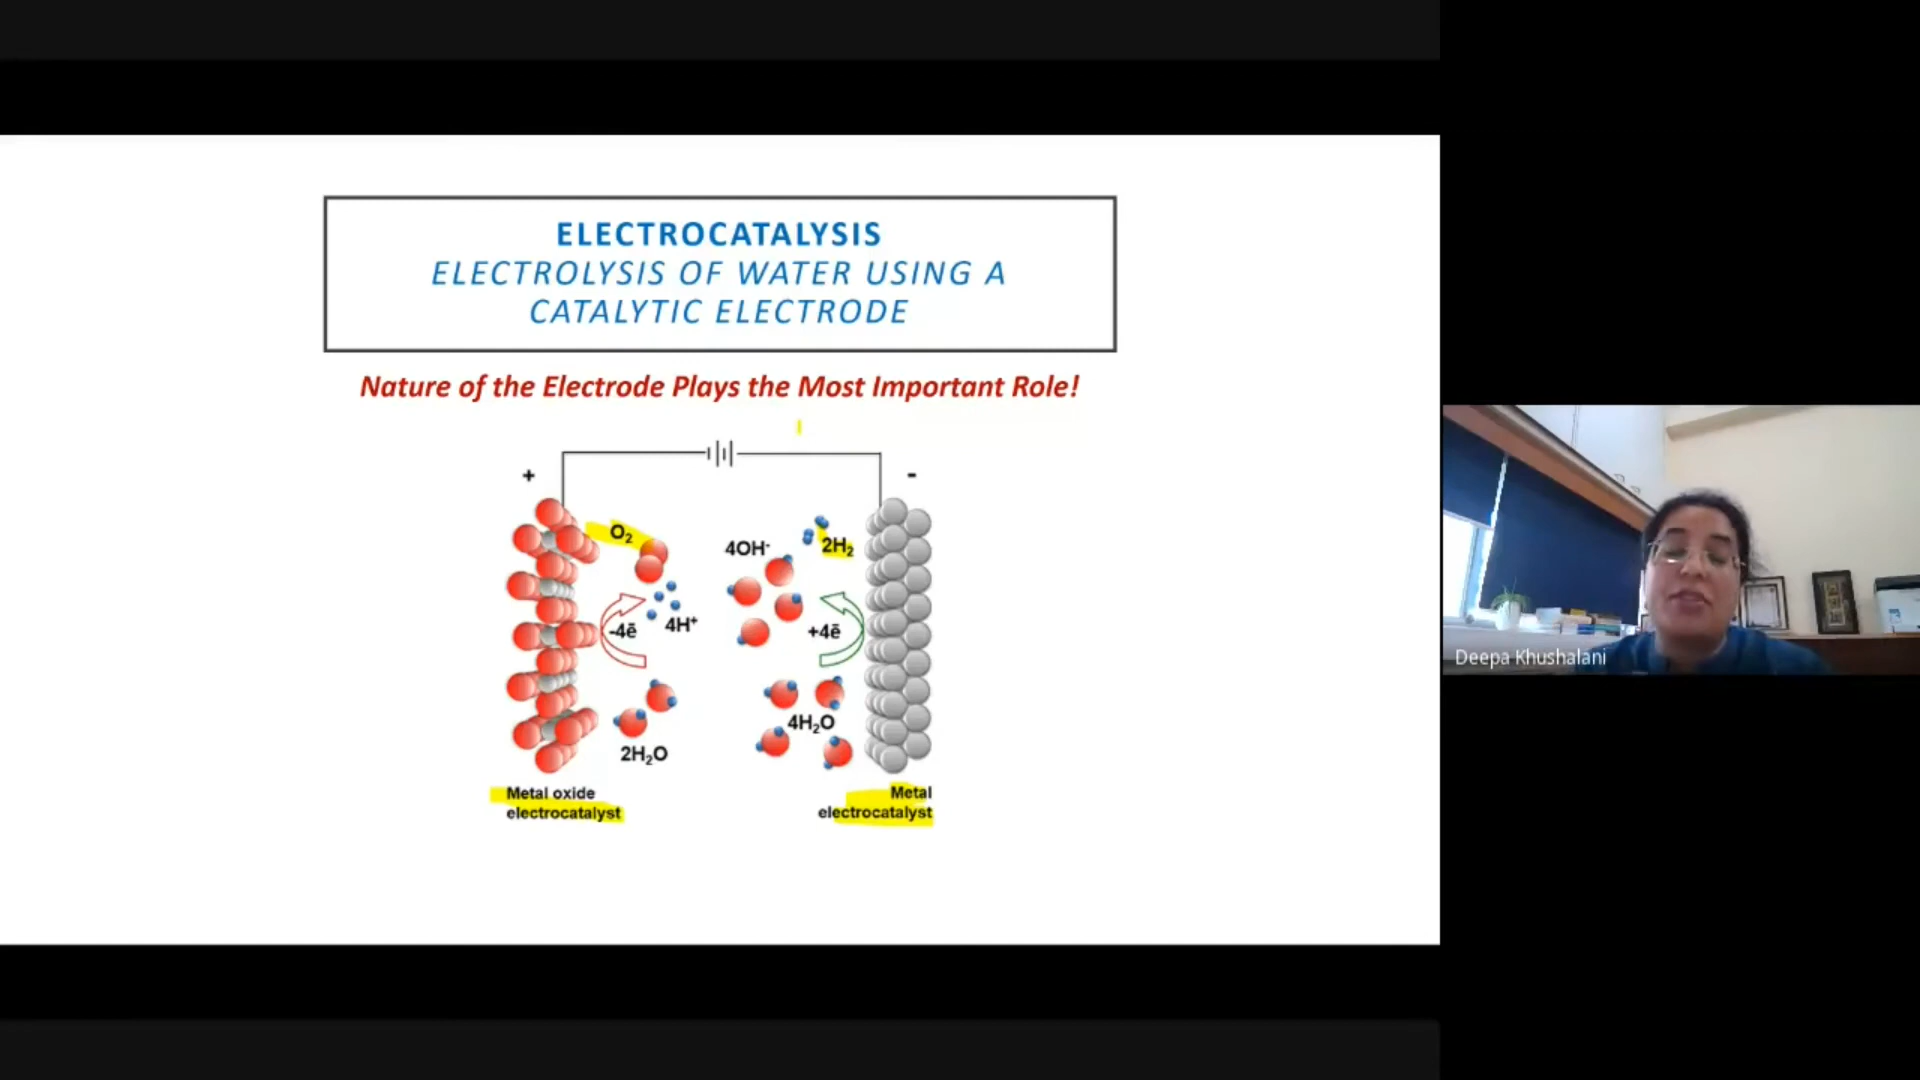 ELECTROCATALYSIS
ELECTROLYSIS OF WATER USING A
CATALYTIC ELECTRODE
Nature of the Electrode Plays the Most Important Role!
+
-
O₂
4OH⁻
2H₂
-4ē
4H⁺
+4ē
4H₂O
2H₂O
Metal oxide
electrocatalyst
Metal
electrocatalyst
Deepa Khushalani